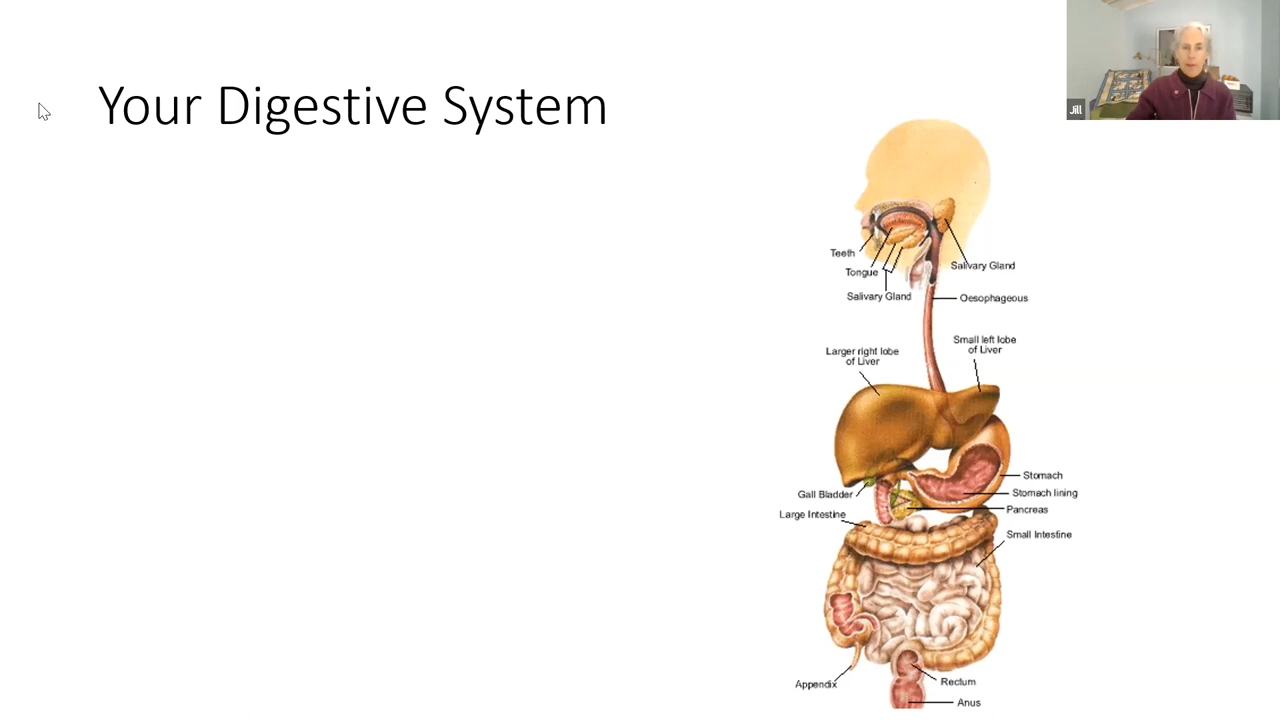 Your Digestive System
Jill
Teeth
Tongue
Salivary Gland
Salivary Gland
Oesophageous
Larger right lobe
of Liver
Small left lobe
of Liver
Stomach
Stomach lining
Gall Bladder
Pancreas
Large Intestine
Small Intestine
Appendix
Rectum
Anus